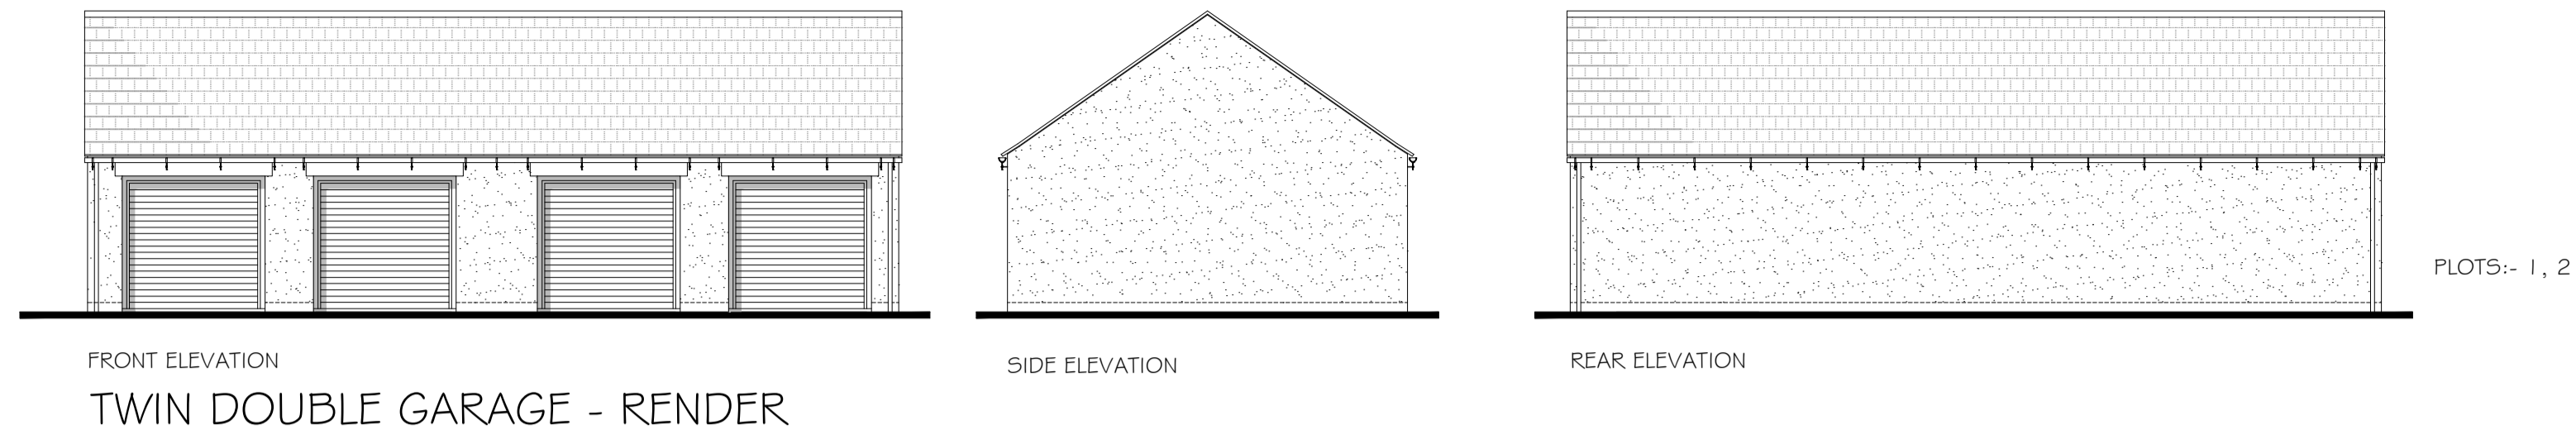 FRONT ELEVATION
SIDE ELEVATION
REAR ELEVATION
PLOTS:- 1, 2
TWIN DOUBLE GARAGE - RENDER